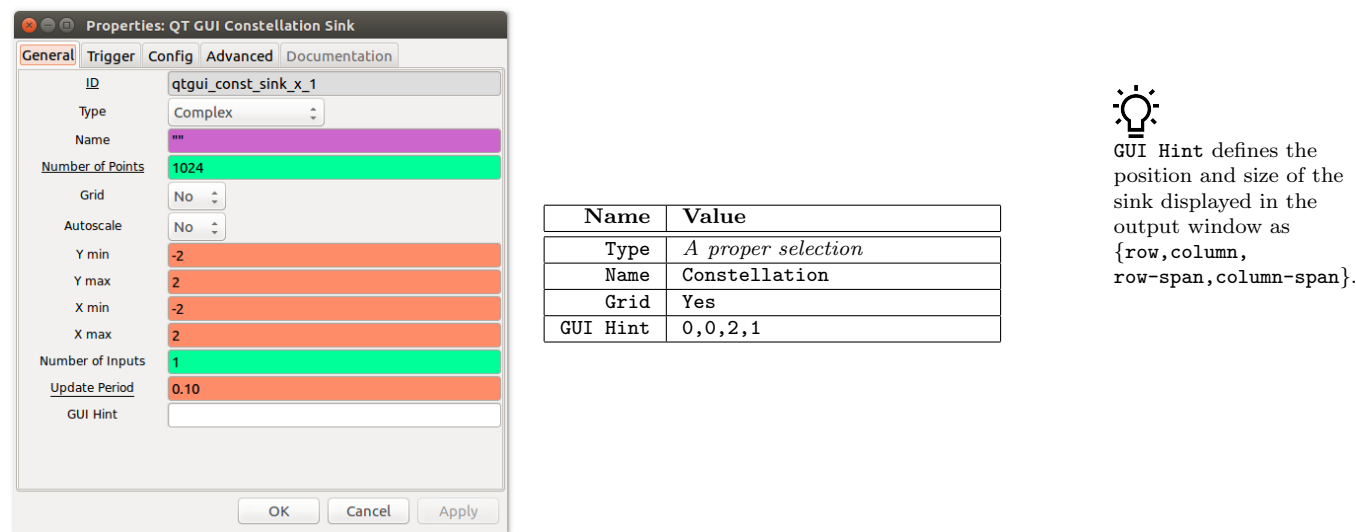 Properties: QT GUI Constellation Sink
General Trigger Config Advanced Documentation
ID qtgui_const_sink_x_1
Type Complex
Name ""
Number of Points 1024
Grid No
Autoscale No
Y min -2
Y max 2
X min -2
X max 2
Number of Inputs 1
Update Period 0.10
GUI Hint
OK Cancel Apply
Name Value
Type A proper selection
Name Constellation
Grid Yes
GUI Hint 0,0,2,1
GUI Hint defines the
position and size of the
sink displayed in the
output window as
{row,column,
row-span,column-span}.